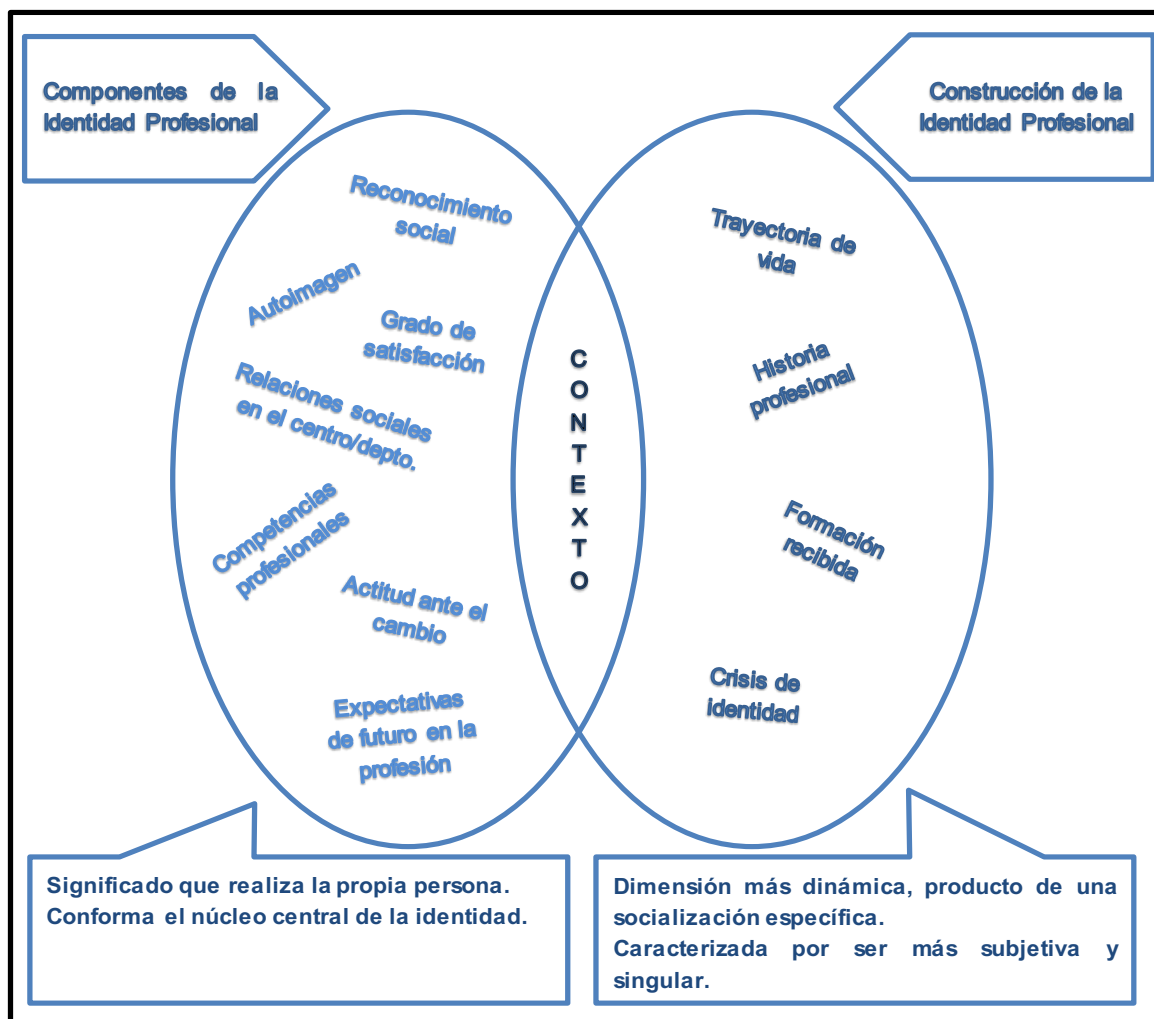 Componentes de la
Identidad Profesional
Construcción de la
Identidad Profesional
Reconocimiento
social
Autoimagen
Grado de
satisfacción
Relaciones sociales
en el centro/depto.
Competencias
profesionales
Actitud ante el
cambio
Expectativas
de futuro en la
profesión
C
O
N
T
E
X
T
O
Trayectoria de
vida
Historia
profesional
Formación
recibida
Crisis de
identidad
Significado que realiza la propia persona.
Conforma el núcleo central de la identidad.
Dimensión más dinámica, producto de una
socialización específica.
Caracterizada por ser más subjetiva y
singular.